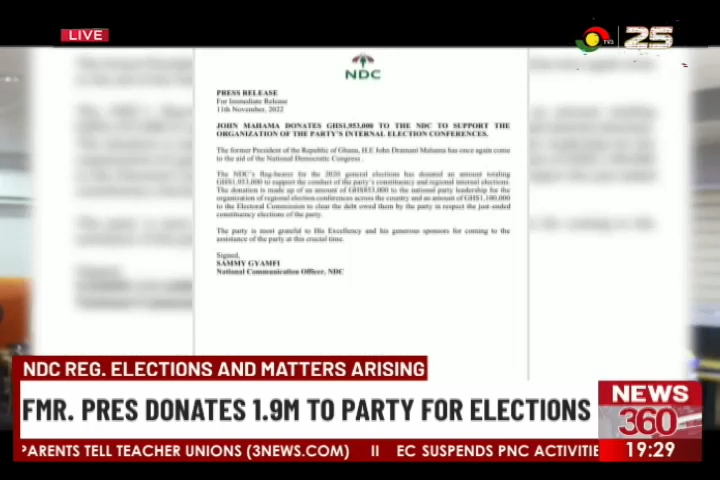 LIVE
TV3
25
NDC
PRESS RELEASE
For Immediate Release
11th November, 2022
JOHN MAHAMA DONATES GHS1,953,000 TO THE NDC TO SUPPORT THE
ORGANIZATION OF THE PARTY'S INTERNAL ELECTION CONFERENCES.
The former President of the Republic of Ghana, H.E John Dramani Mahama has once again come
to the aid of the National Democratic Congress .
The NDC's flag-bearer for the 2020 general elections has donated an amount totaling
GHS1,953,000 to support the conduct of the party's constituency and regional internal elections.
The donation is made up of an amount of GHS853,000 to the national party leadership for the
organization of regional election conferences across the country and an amount of GHS1,100,000
to the Electoral Commission to clear the debt owed them by the party in respect the just-ended
constituency elections of the party.
The party is most grateful to His Excellency and his generous sponsors for coming to the
assistance of the party at this crucial time.
Signed,
SAMMY GYAMFI
National Communication Officer, NDC
NDC REG. ELECTIONS AND MATTERS ARISING
FMR. PRES DONATES 1.9M TO PARTY FOR ELECTIONS
NEWS
360
PARENTS TELL TEACHER UNIONS (3NEWS.COM) II EC SUSPENDS PNC ACTIVITIE
19:29